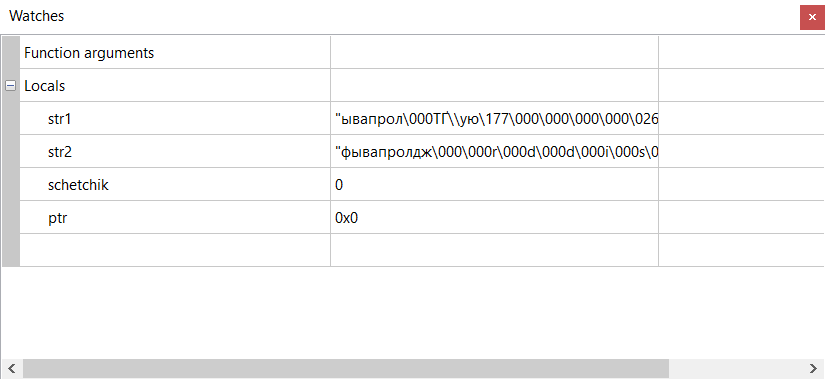 Watches
Function arguments
Locals
str1 "ывапрол\000TҐ\\ую\177\000\000\000\000\026
str2 "фывапролдж\000\000r\000d\000d\000i\000s\0
schetchik 0
ptr 0x0